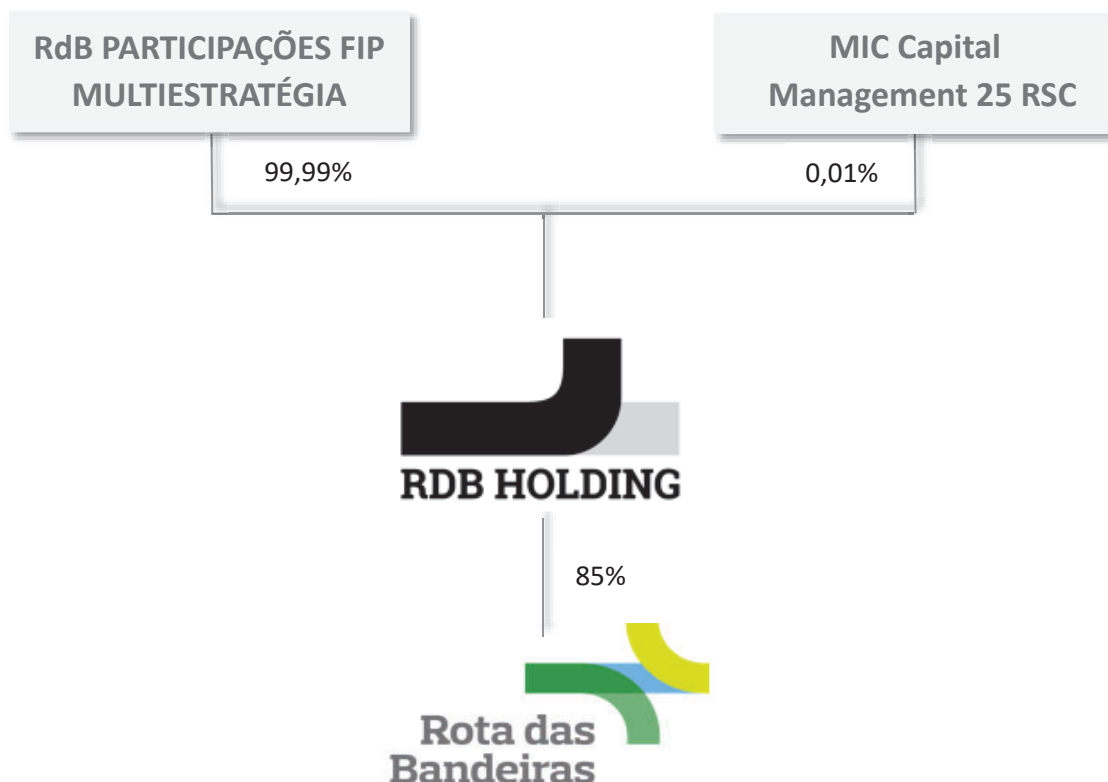 RdB PARTICIPAÇÕES FIP
MULTIESTRATÉGIA
MIC Capital
Management 25 RSC
99,99%
0,01%
RDB HOLDING
85%
Rota das
Bandeiras